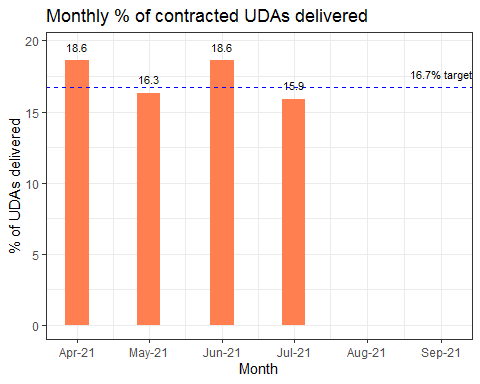 Monthly % of contracted UDAs delivered
% of UDAs delivered
20
15
10
5
0
18.6
16.3
18.6
15.9
16.7% target
Apr-21
May-21
Jun-21
Jul-21
Aug-21
Sep-21
Month